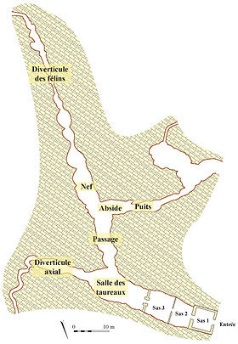 Diverticule
des félins
Nef
Abside
Puits
Passage
Diverticule
axial
Salle des
taureaux
Sas 3
Sas 2
Sas 1
Entrée
0
10 m